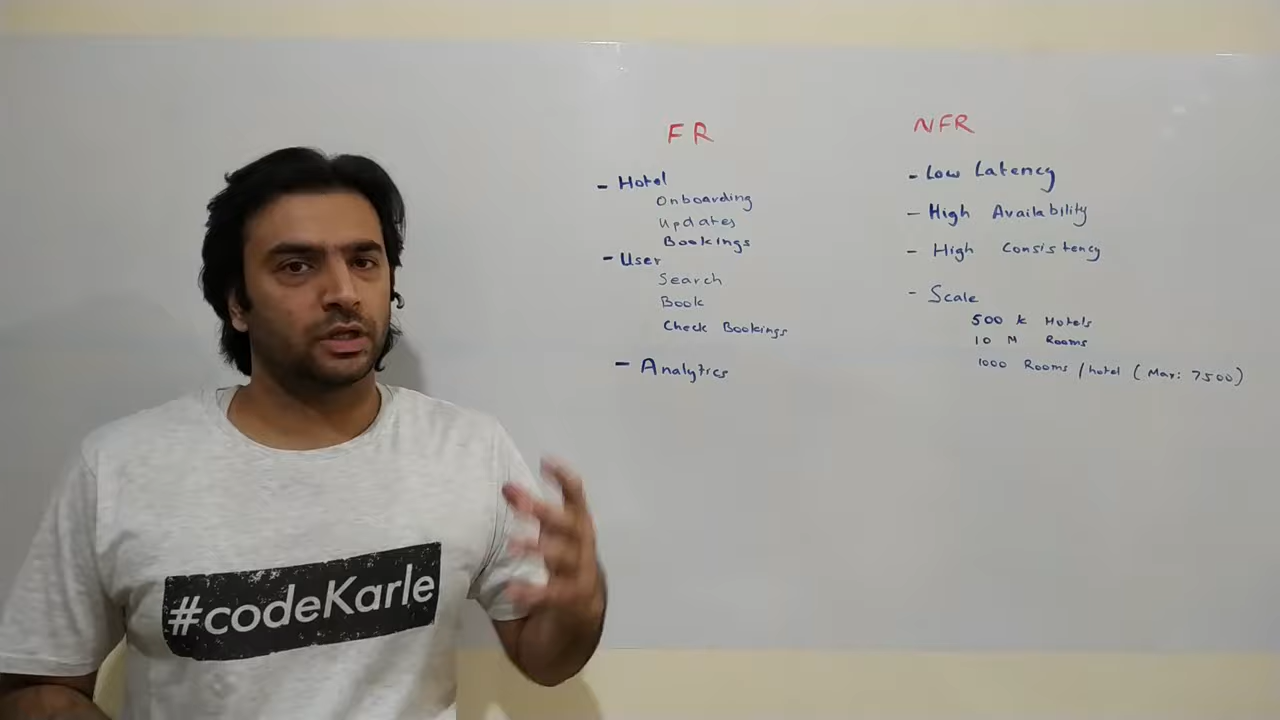 FR
- Hotel
Onboarding
Updates
Bookings
- User
Search
Book
Check Bookings
- Analytics
NFR
- Low Latency
- High Availability
- High Consistency
- Scale
500 k Hotels
10 M Rooms
1000 Rooms / hotel (Max: 7500)
#codeKarle